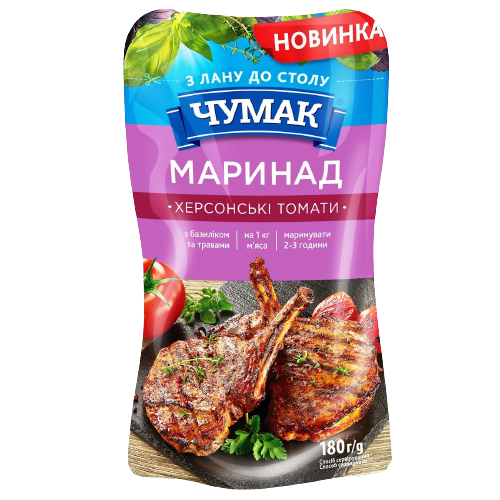 НОВИНКА
З ЛАНУ ДО СТОЛУ
ЧУМАК®
МАРИНАД
• ХЕРСОНСЬКІ ТОМАТИ •
з базиліком
та травами
на 1 кг
м'яса
маринувати
2-3 години
180 г/g